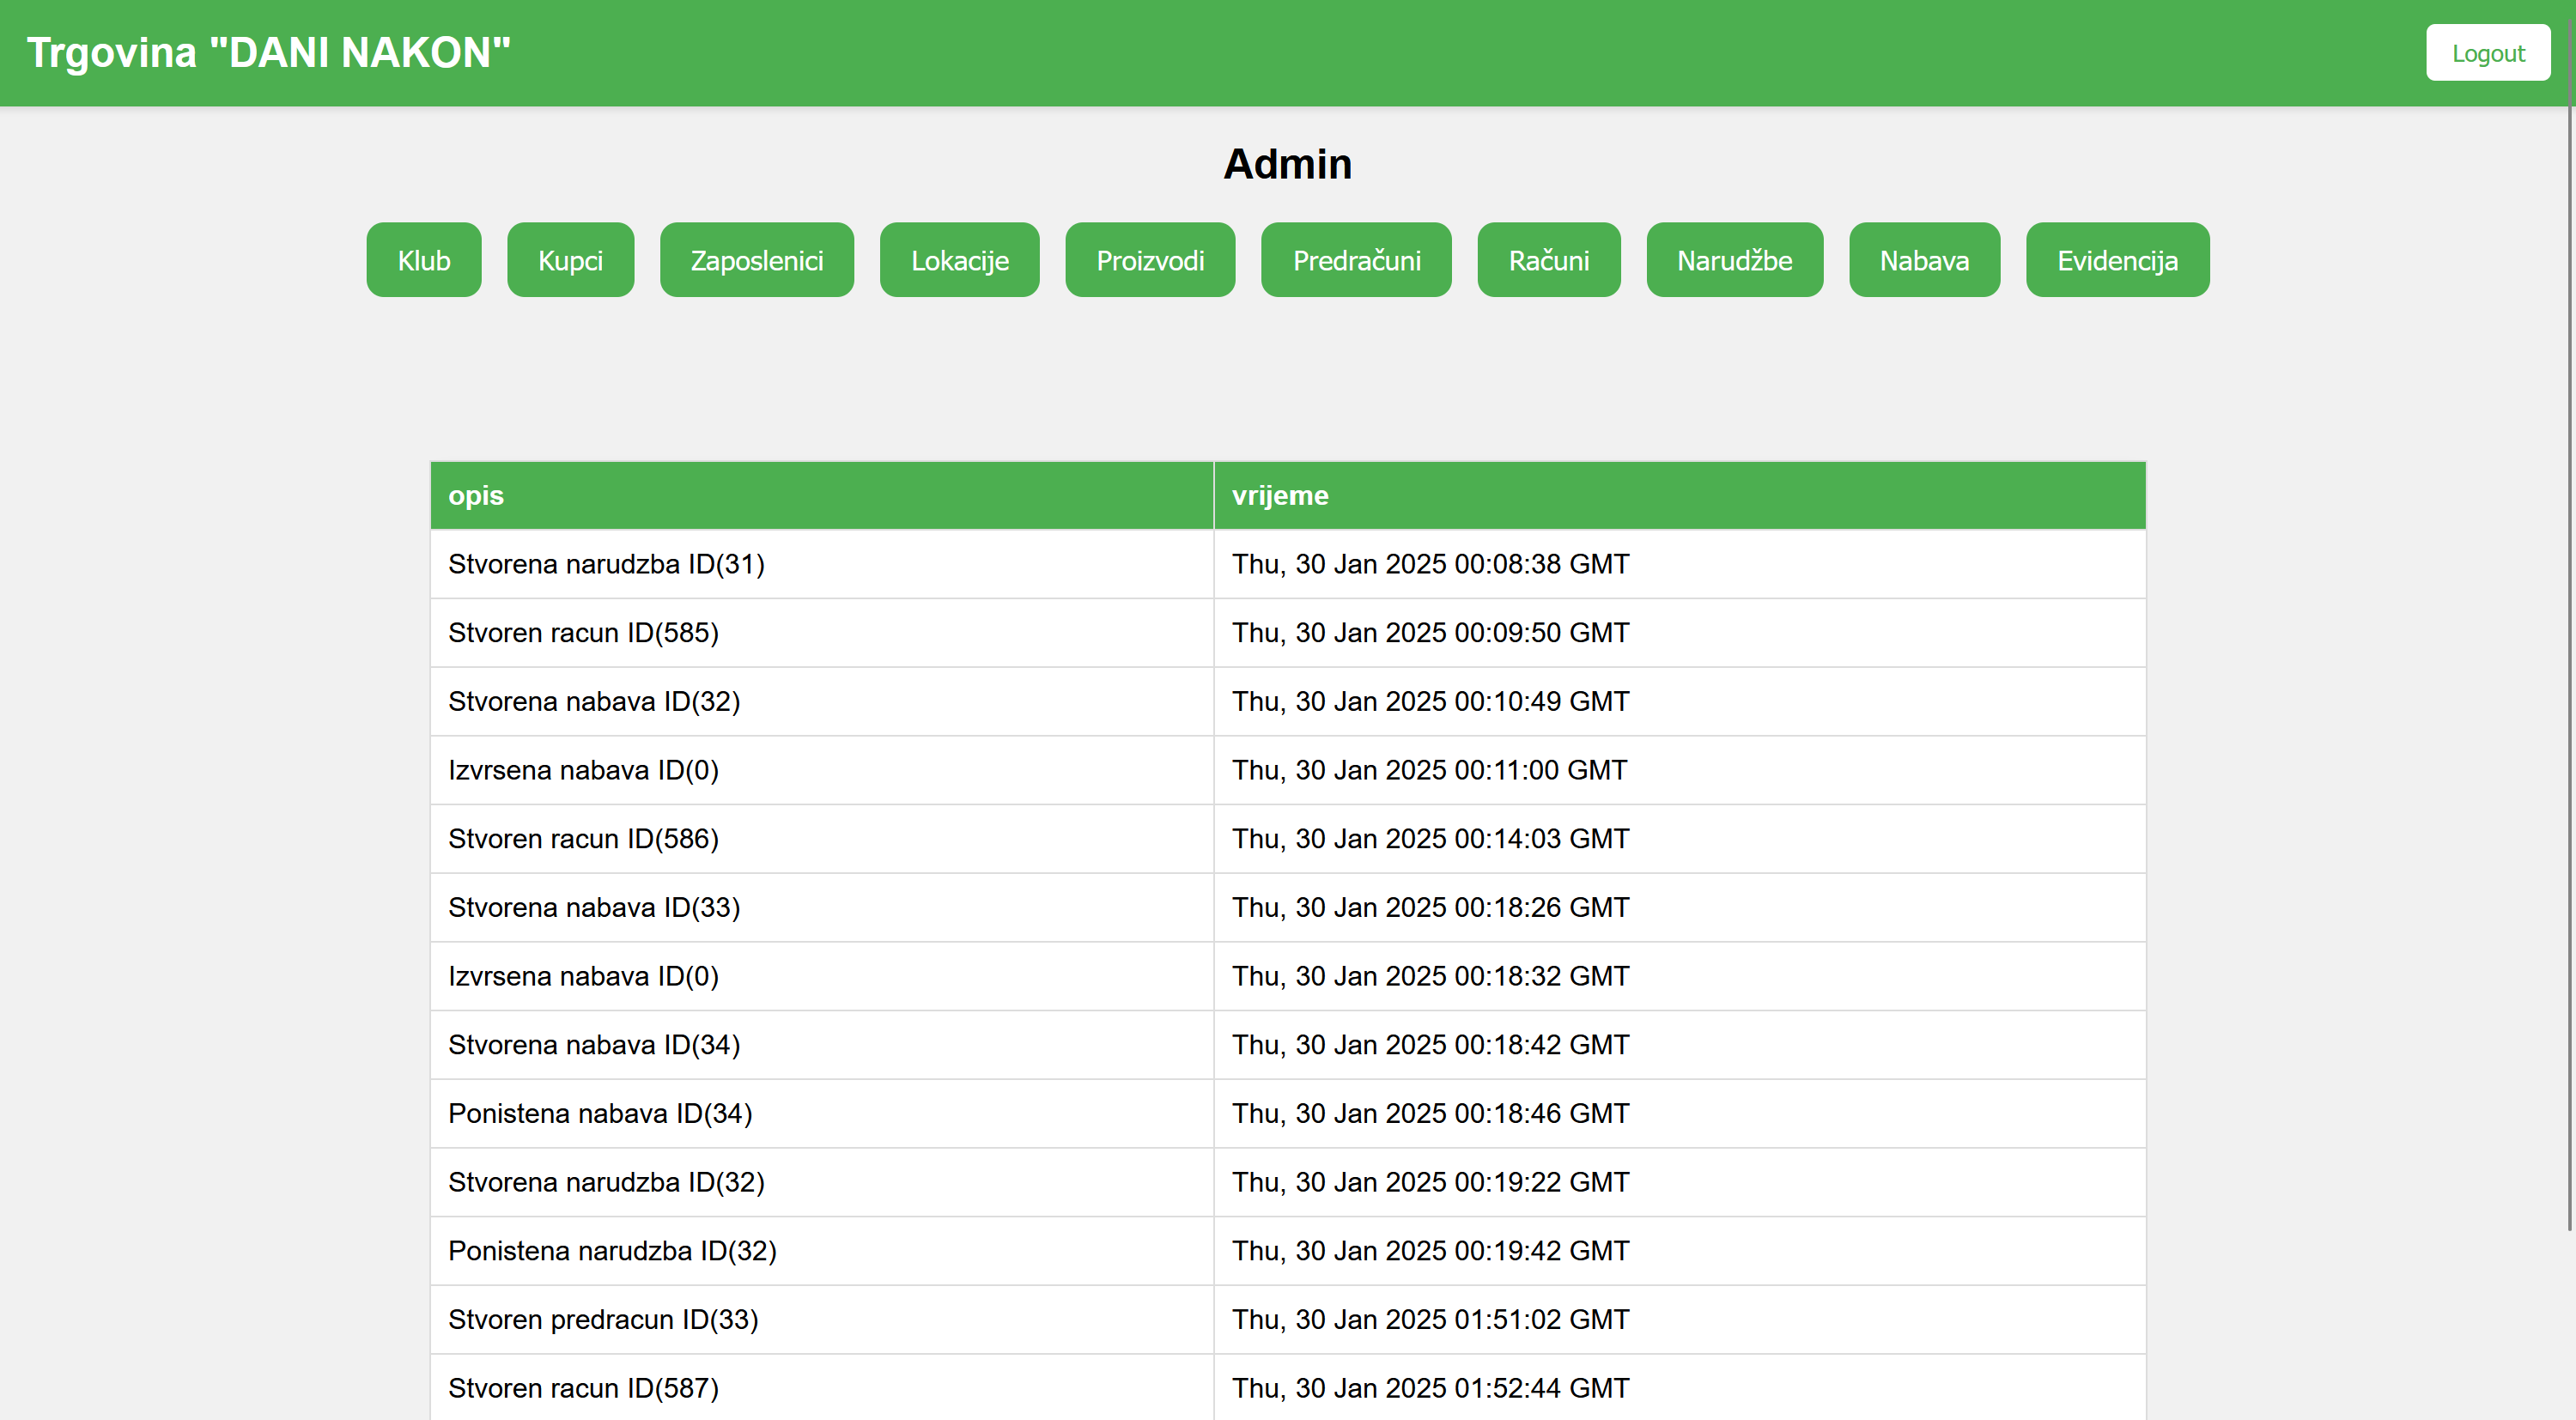 Trgovina "DANI NAKON"
Logout
Admin
Klub Kupci Zaposlenici Lokacije Proizvodi Predračuni Računi Narudžbe Nabava Evidencija
opis vrijeme
Stvorena narudzba ID(31) Thu, 30 Jan 2025 00:08:38 GMT
Stvoren racun ID(585) Thu, 30 Jan 2025 00:09:50 GMT
Stvorena nabava ID(32) Thu, 30 Jan 2025 00:10:49 GMT
Izvrsena nabava ID(0) Thu, 30 Jan 2025 00:11:00 GMT
Stvoren racun ID(586) Thu, 30 Jan 2025 00:14:03 GMT
Stvorena nabava ID(33) Thu, 30 Jan 2025 00:18:26 GMT
Izvrsena nabava ID(0) Thu, 30 Jan 2025 00:18:32 GMT
Stvorena nabava ID(34) Thu, 30 Jan 2025 00:18:42 GMT
Ponistena nabava ID(34) Thu, 30 Jan 2025 00:18:46 GMT
Stvorena narudzba ID(32) Thu, 30 Jan 2025 00:19:22 GMT
Ponistena narudzba ID(32) Thu, 30 Jan 2025 00:19:42 GMT
Stvoren predracun ID(33) Thu, 30 Jan 2025 01:51:02 GMT
Stvoren racun ID(587) Thu, 30 Jan 2025 01:52:44 GMT